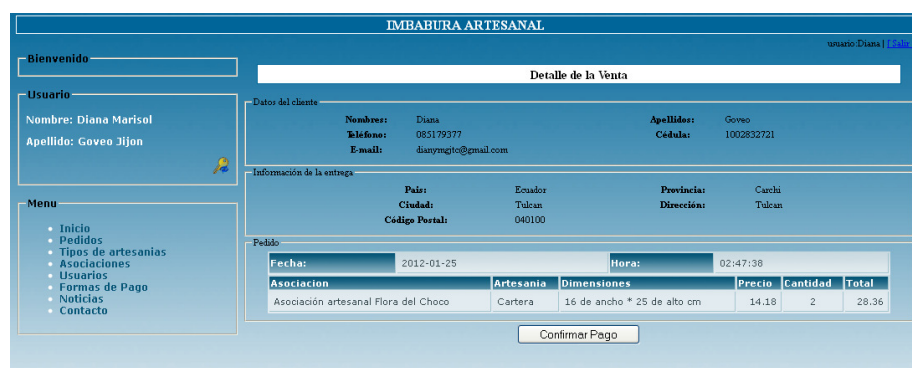 IMBABURA ARTESANAL
usuario:Diana | [ Salir
Bienvenido
Usuario
Nombre: Diana Marisol
Apellido: Goveo Jijon
Menu
Inicio
Pedidos
Tipos de artesanias
Asociaciones
Usuarios
Formas de Pago
Noticias
Contacto
Detalle de la Venta
Datos del cliente
Nombres: Diana Apellidos: Goveo
Teléfono: 085179377 Cédula: 1002832721
E-mail: dianymgjtc@gmail.com
Información de la entrega
Pais: Ecuador Provincia: Carchi
Ciudad: Tulcan Dirección: Tulcan
Código Postal: 040100
Pedido
Fecha: 2012-01-25 Hora: 02:47:38
Asociacion Artesania Dimensiones Precio Cantidad Total
Asociación artesanal Flora del Choco Cartera 16 de ancho * 25 de alto cm 14.18 2 28.36
Confirmar Pago